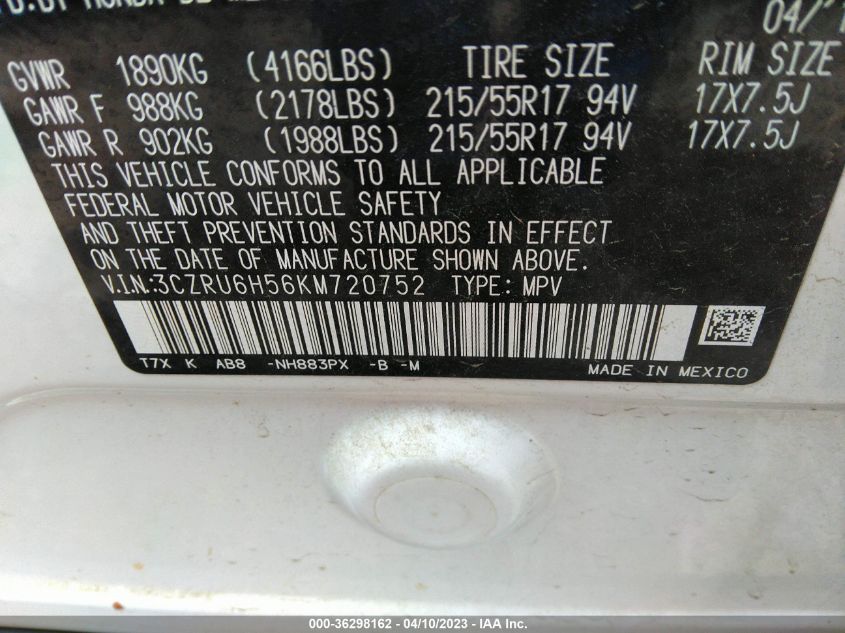 04/
GVWR 1890KG (4166LBS) TIRE SIZE RIM SIZE
GAWR F 988KG (2178LBS) 215/55R17 94V 17X7.5J
GAWR R 902KG (1988LBS) 215/55R17 94V 17X7.5J
THIS VEHICLE CONFORMS TO ALL APPLICABLE
FEDERAL MOTOR VEHICLE SAFETY
AND THEFT PREVENTION STANDARDS IN EFFECT
ON THE DATE OF MANUFACTURE SHOWN ABOVE.
V.I.N:3CZRU6H56KM720752 TYPE: MPV
T7X K AB8 -NH883PX -B -M
MADE IN MEXICO
000-36298162 - 04/10/2023 - IAA Inc.